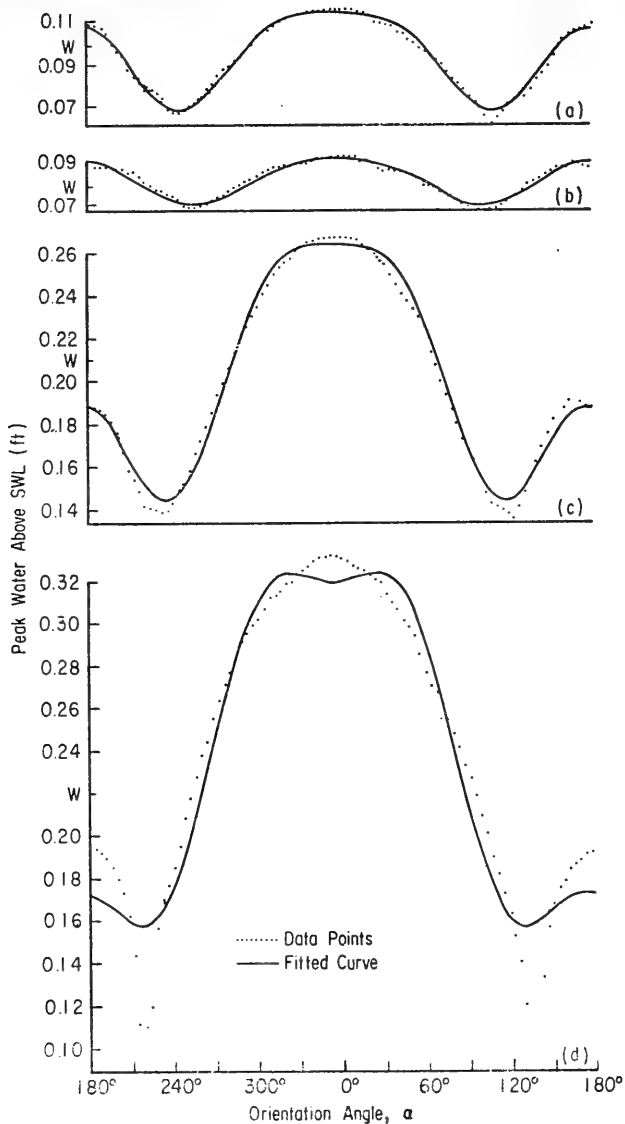 0.11
W
0.09
0.07
(a)
0.09
W
0.07
(b)
0.26
0.22
W
0.20
0.18
0.16
0.14
(c)
Peak Water Above SWL (ft)
0.32
0.30
0.28
0.26
0.24
W
0.20
0.18
0.16
0.14
0.12
0.10
Data Points
Fitted Curve
(d)
180° 240° 300° 0° 60° 120° 180°
Orientation Angle, α